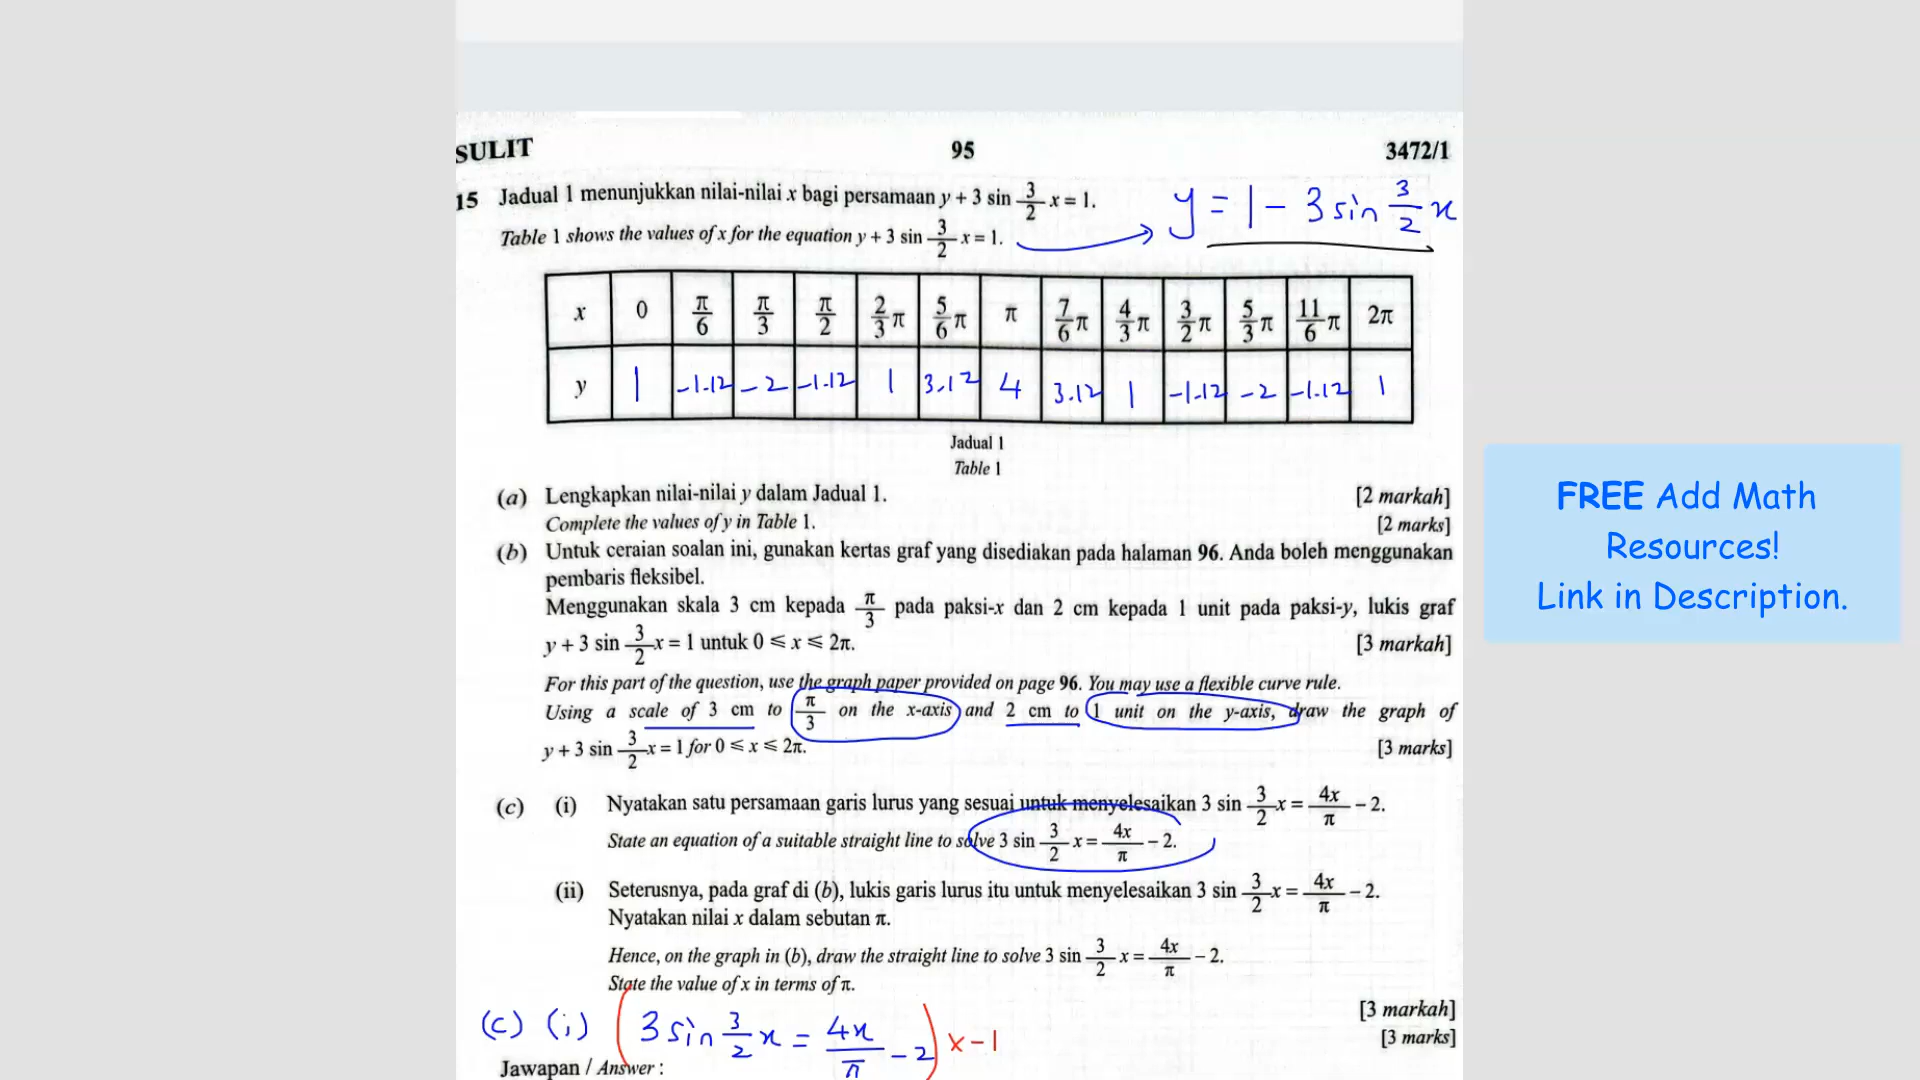 SULIT 95 3472/1
15 Jadual 1 menunjukkan nilai-nilai x bagi persamaan y + 3 sin 3/2 x = 1.
y = 1 - 3 sin 3/2 x
Table 1 shows the values of x for the equation y + 3 sin 3/2 x = 1.
x 0 π/6 π/3 π/2 2/3 π 5/6 π π 7/6 π 4/3 π 3/2 π 5/3 π 11/6 π 2π
y 1 -1.12 -2 -1.12 1 3.12 4 3.12 1 -1.12 -2 -1.12 1
Jadual 1
Table 1
(a) Lengkapkan nilai-nilai y dalam Jadual 1. [2 markah]
Complete the values of y in Table 1. [2 marks]
(b) Untuk ceraian soalan ini, gunakan kertas graf yang disediakan pada halaman 96. Anda boleh menggunakan
pembaris fleksibel.
Menggunakan skala 3 cm kepada π/3 pada paksi-x dan 2 cm kepada 1 unit pada paksi-y, lukis graf
y + 3 sin 3/2 x = 1 untuk 0 ⩽ x ⩽ 2π. [3 markah]
For this part of the question, use the graph paper provided on page 96. You may use a flexible curve rule.
Using a scale of 3 cm to π/3 on the x-axis and 2 cm to 1 unit on the y-axis, draw the graph of
y + 3 sin 3/2 x = 1 for 0 ⩽ x ⩽ 2π. [3 marks]
(c) (i) Nyatakan satu persamaan garis lurus yang sesuai untuk menyelesaikan 3 sin 3/2 x = 4x/π - 2.
State an equation of a suitable straight line to solve 3 sin 3/2 x = 4x/π - 2.
(ii) Seterusnya, pada graf di (b), lukis garis lurus itu untuk menyelesaikan 3 sin 3/2 x = 4x/π - 2.
Nyatakan nilai x dalam sebutan π.
Hence, on the graph in (b), draw the straight line to solve 3 sin 3/2 x = 4x/π - 2.
State the value of x in terms of π.
[3 markah]
[3 marks]
(c) (i) (3 sin 3/2 x = 4x/π - 2) x -1
Jawapan / Answer :
FREE Add Math
Resources!
Link in Description.